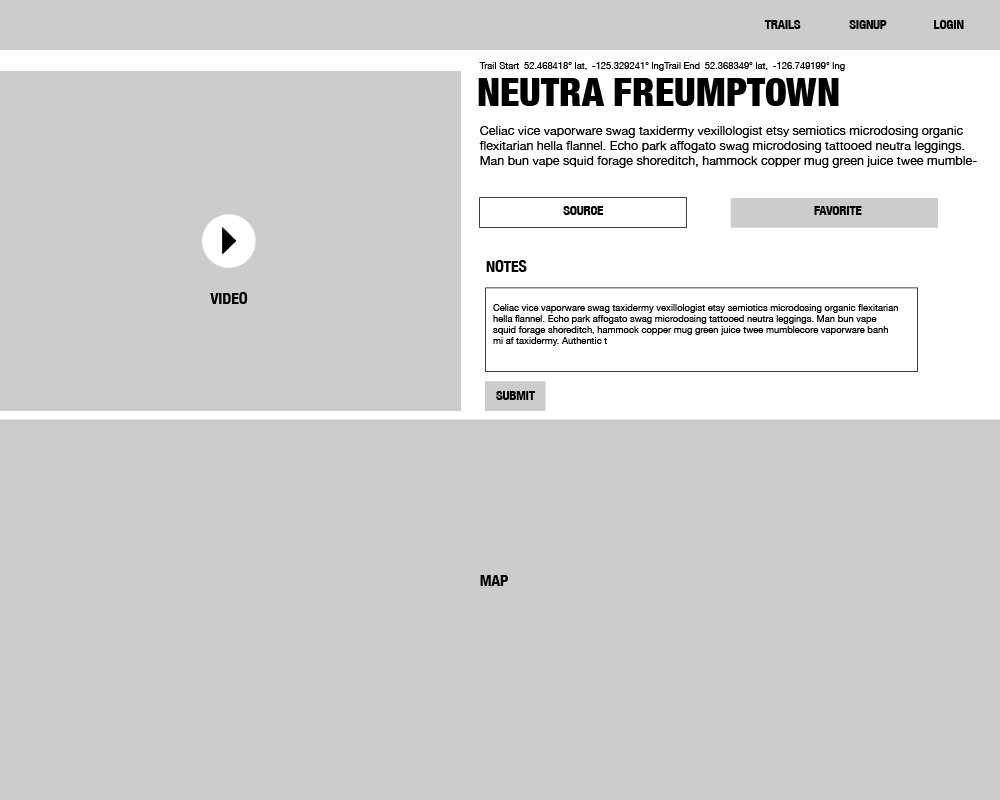 TRAILS SIGNUP LOGIN
Trail Start 52.468418° lat, -125.329241° lngTrail End 52.368349° lat, -126.749199° lng
NEUTRA FREUMPTOWN
Celiac vice vaporware swag taxidermy vexillologist etsy semiotics microdosing organic
flexitarian hella flannel. Echo park affogato swag microdosing tattooed neutra leggings.
Man bun vape squid forage shoreditch, hammock copper mug green juice twee mumble-
SOURCE
FAVORITE
NOTES
Celiac vice vaporware swag taxidermy vexillologist etsy semiotics microdosing organic flexitarian
hella flannel. Echo park affogato swag microdosing tattooed neutra leggings. Man bun vape
squid forage shoreditch, hammock copper mug green juice twee mumblecore vaporware banh
mi af taxidermy. Authentic t
SUBMIT
VIDEO
MAP